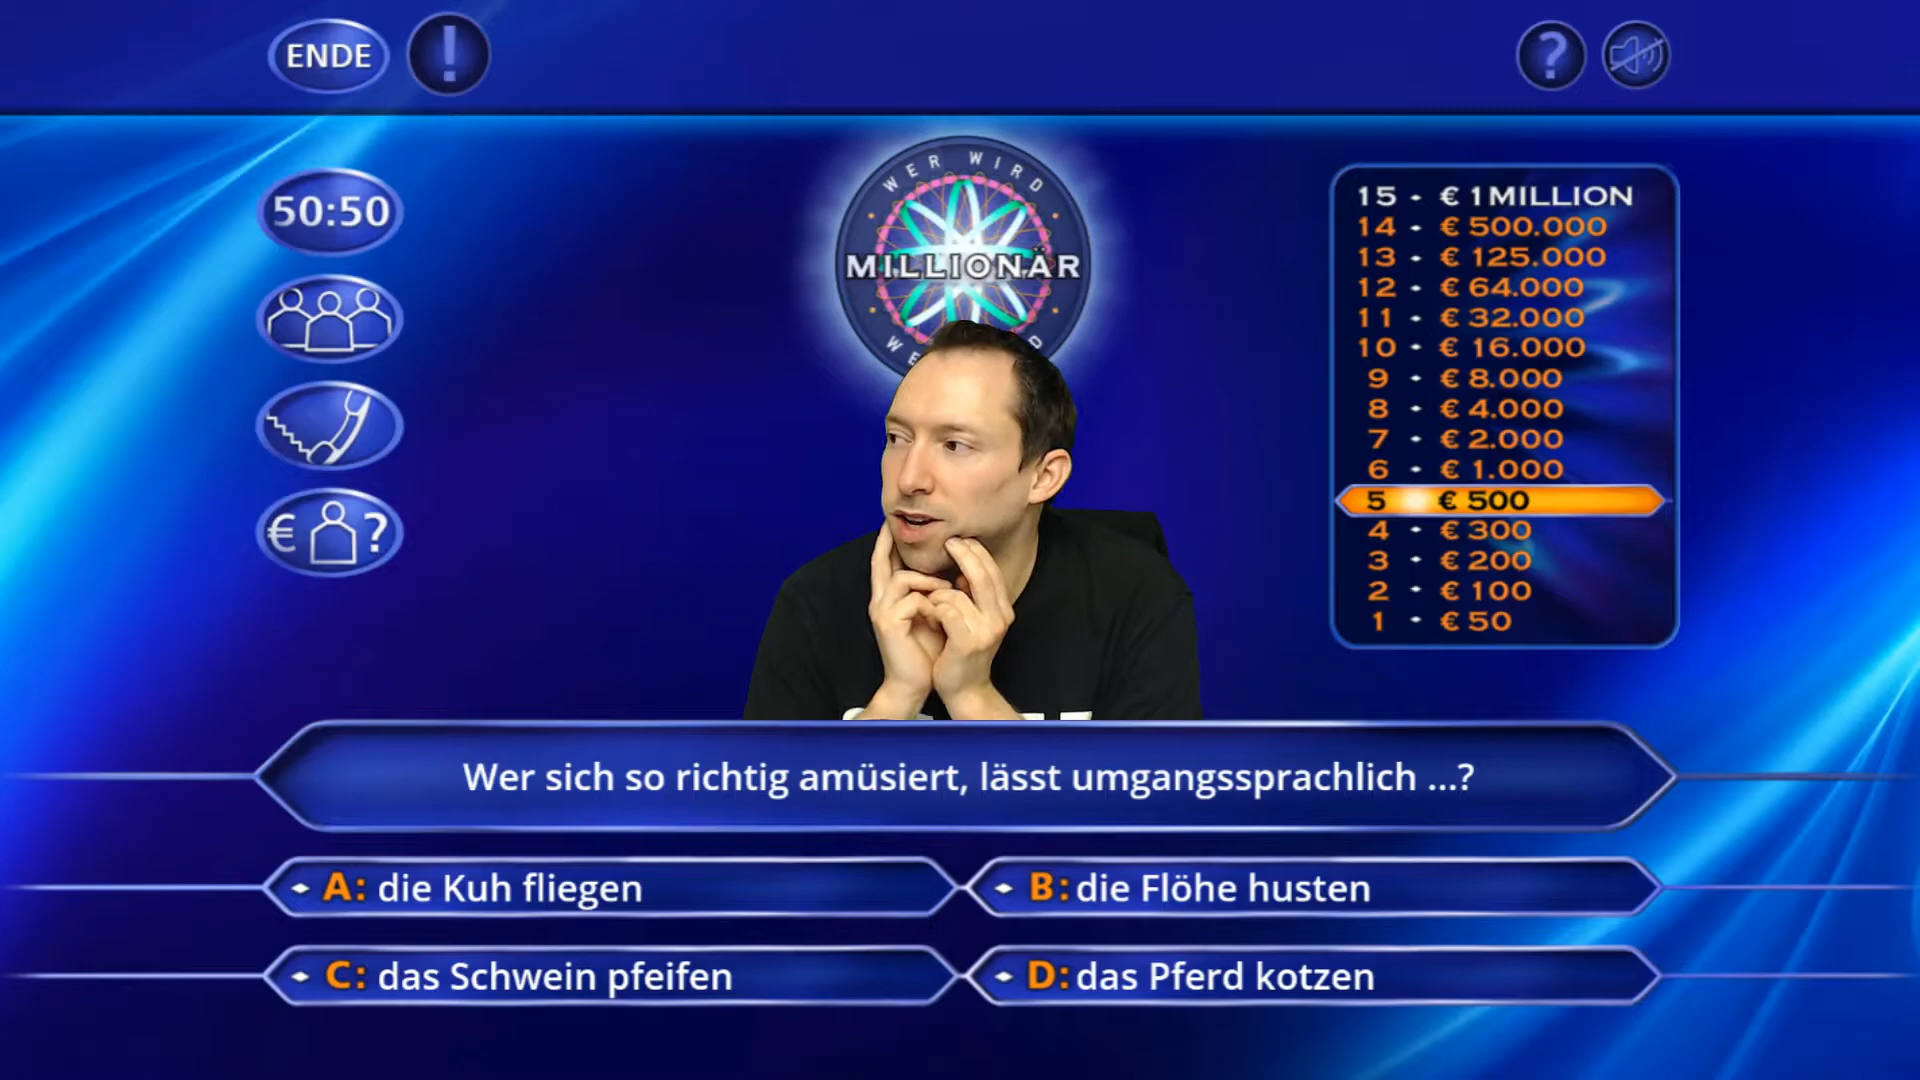 ENDE
!
?
50:50
€ ?
WER WIRD
MILLIONÄR
15 · € 1 MILLION
14 · € 500.000
13 · € 125.000
12 · € 64.000
11 · € 32.000
10 · € 16.000
9 · € 8.000
8 · € 4.000
7 · € 2.000
6 · € 1.000
5 € 500
4 · € 300
3 · € 200
2 · € 100
1 · € 50
Wer sich so richtig amüsiert, lässt umgangssprachlich ...?
A: die Kuh fliegen
B: die Flöhe husten
C: das Schwein pfeifen
D: das Pferd kotzen